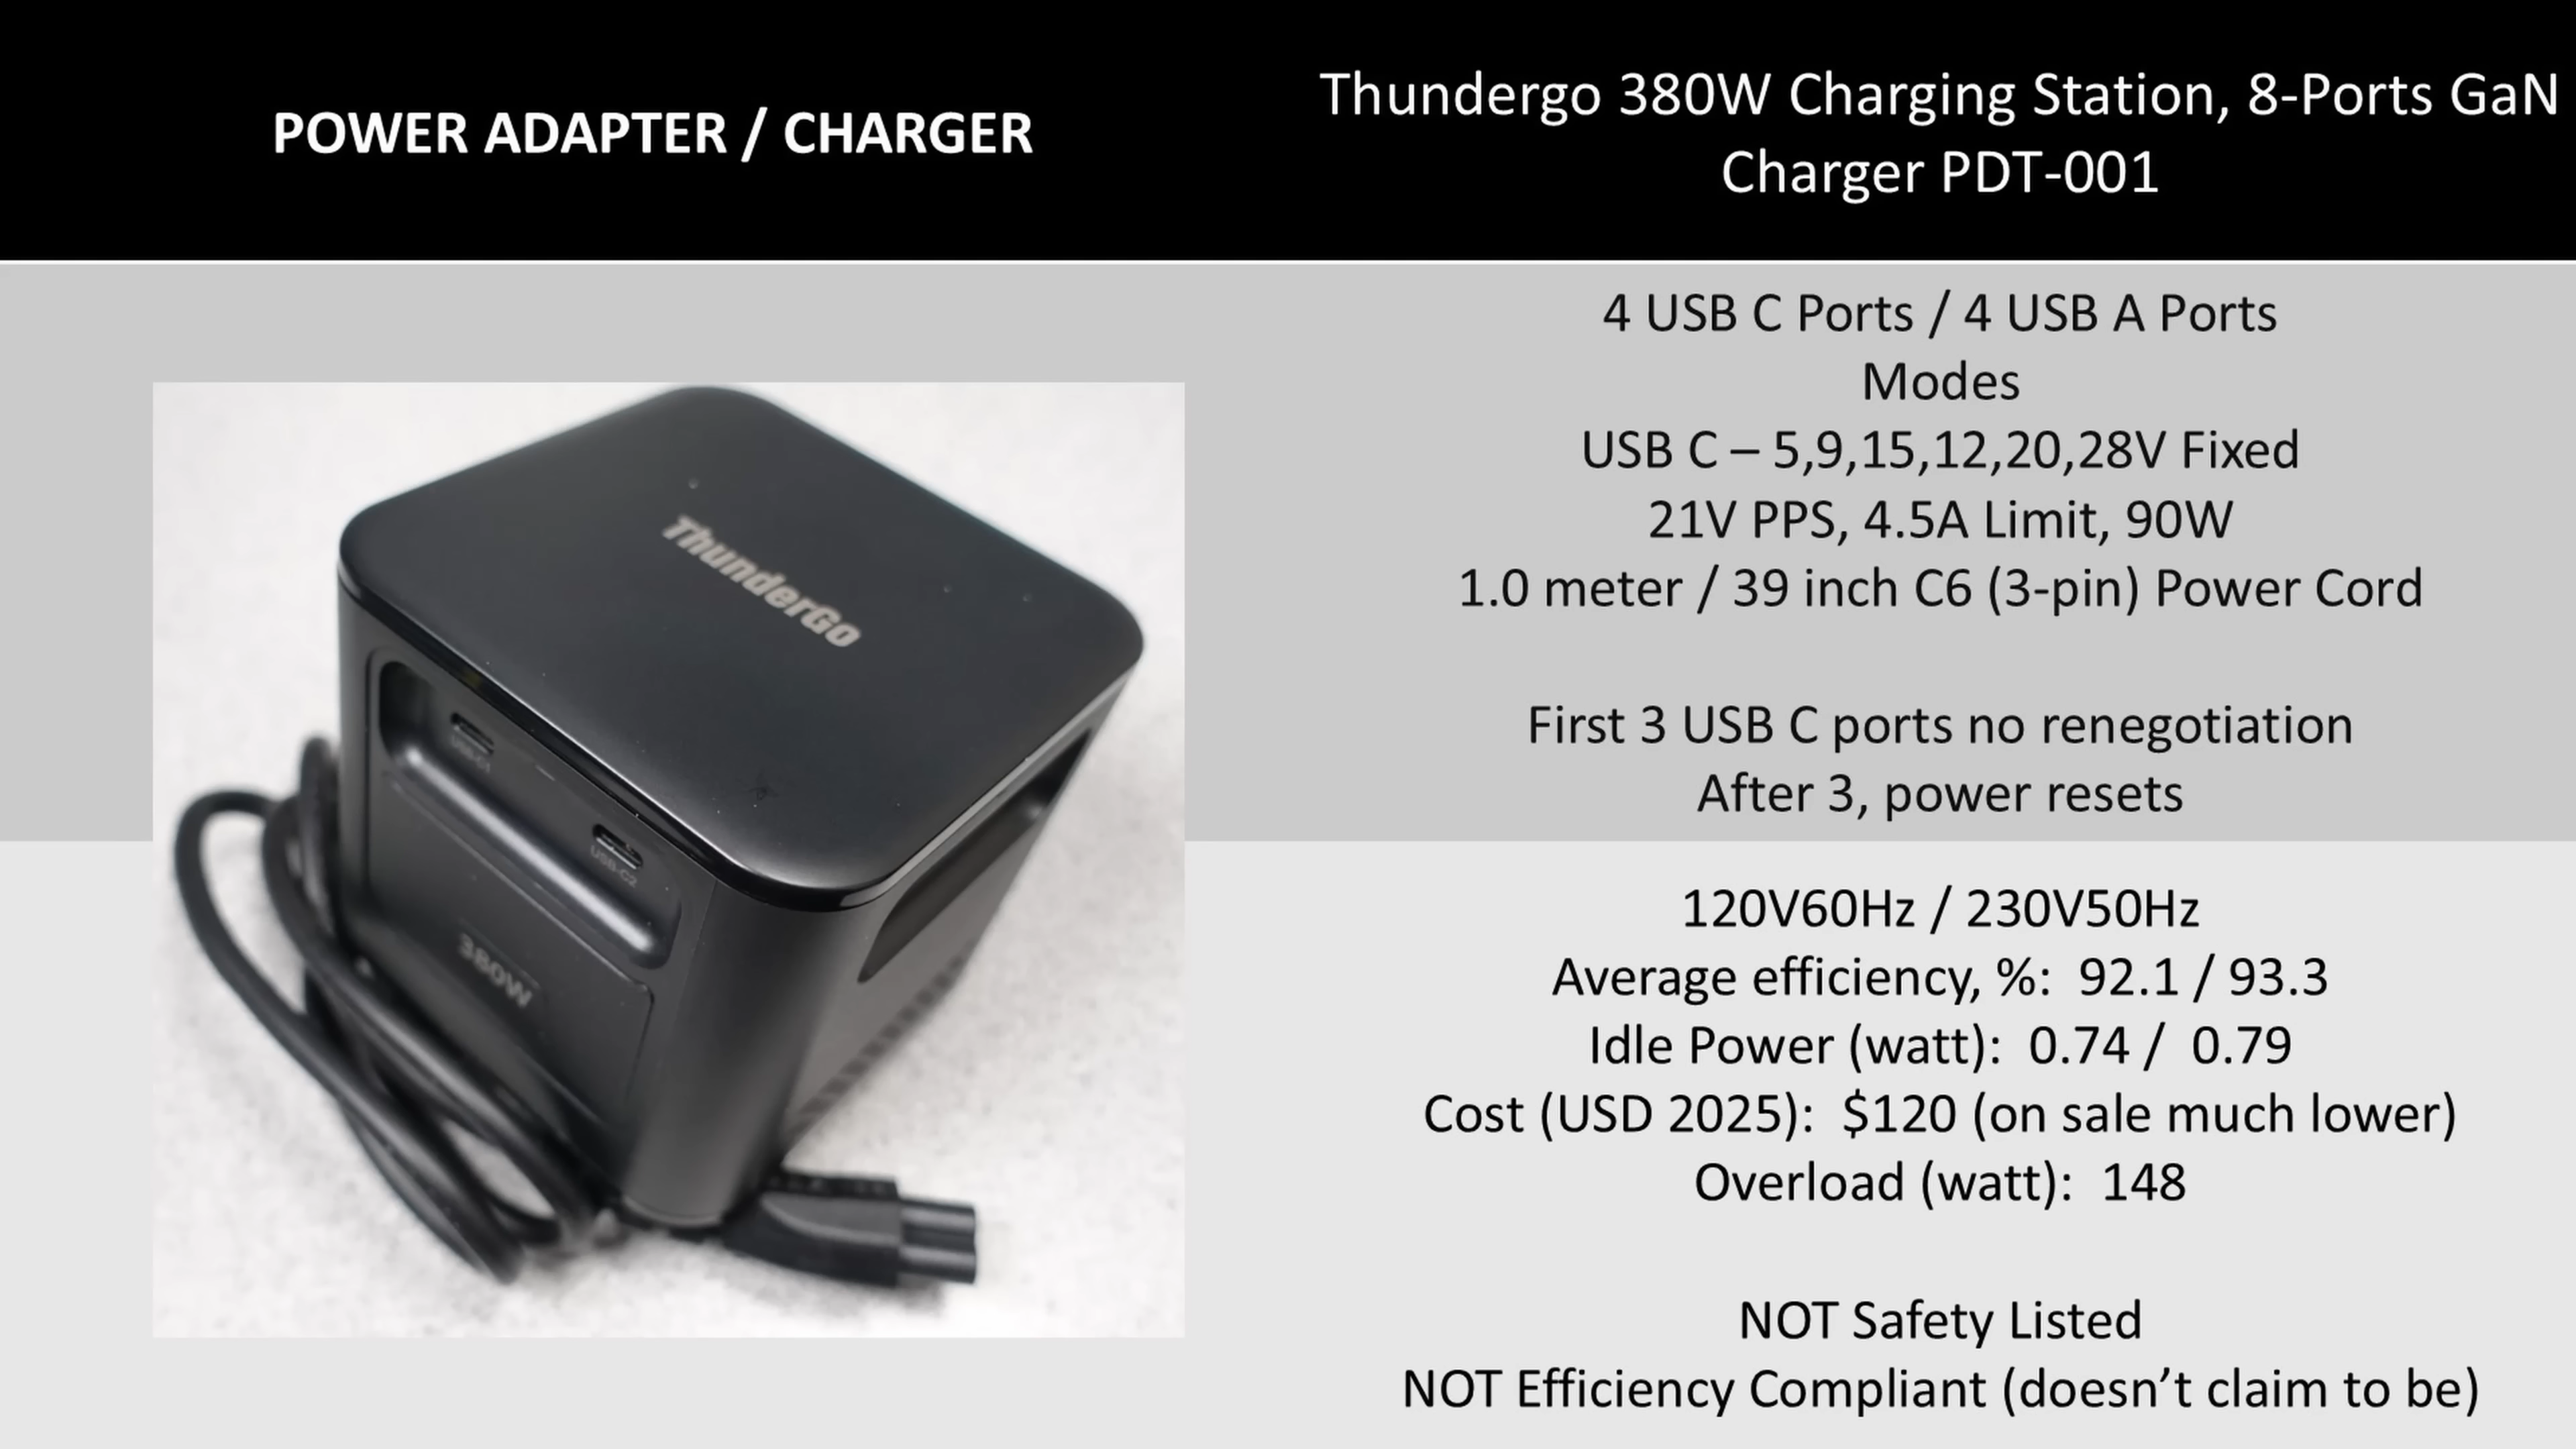 POWER ADAPTER / CHARGER
Thundergo 380W Charging Station, 8-Ports GaN
Charger PDT-001
4 USB C Ports / 4 USB A Ports
Modes
USB C – 5,9,15,12,20,28V Fixed
21V PPS, 4.5A Limit, 90W
1.0 meter / 39 inch C6 (3-pin) Power Cord
First 3 USB C ports no renegotiation
After 3, power resets
120V60Hz / 230V50Hz
Average efficiency, %: 92.1 / 93.3
Idle Power (watt): 0.74 / 0.79
Cost (USD 2025): $120 (on sale much lower)
Overload (watt): 148
NOT Safety Listed
NOT Efficiency Compliant (doesn’t claim to be)
ThunderGo
USB-C1
USB-C2
380W